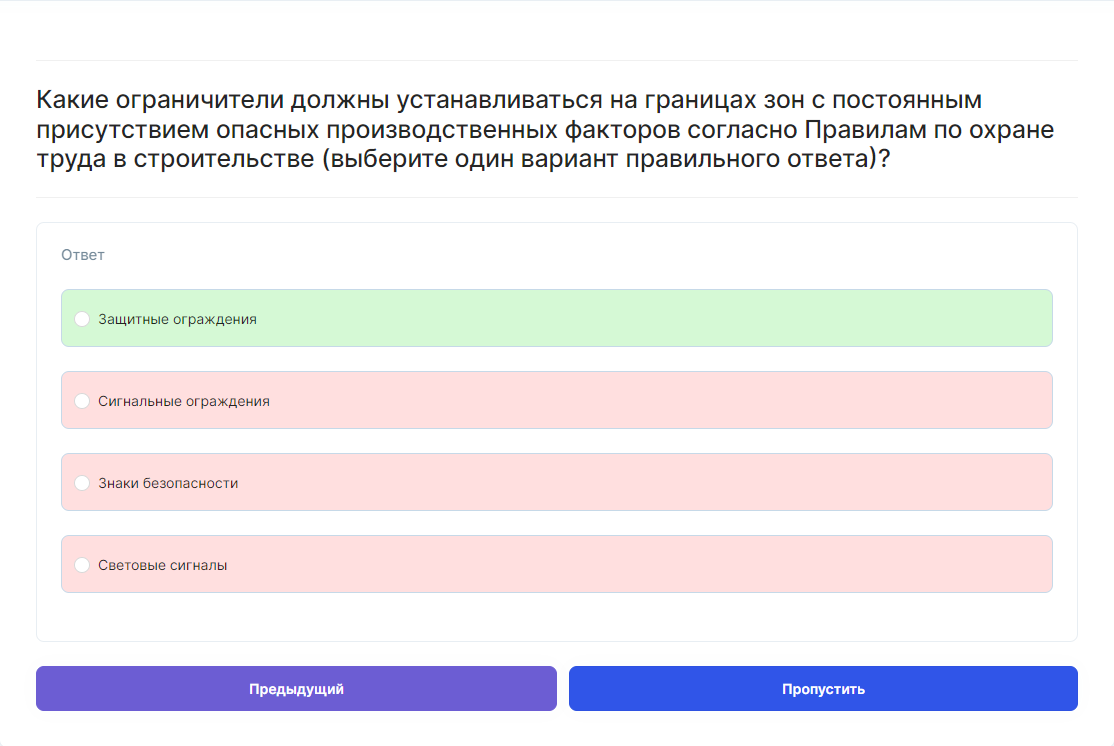 Какие ограничители должны устанавливаться на границах зон с постоянным
присутствием опасных производственных факторов согласно Правилам по охране
труда в строительстве (выберите один вариант правильного ответа)?
Ответ
Защитные ограждения
Сигнальные ограждения
Знаки безопасности
Световые сигналы
Предыдущий
Пропустить